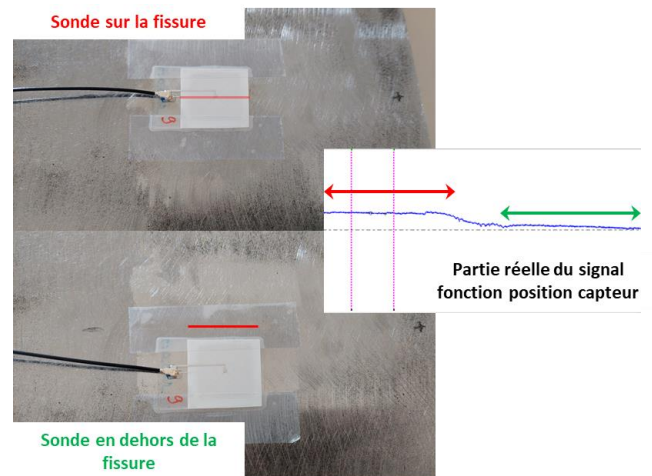 Sonde sur la fissure
Partie réelle du signal
fonction position capteur
Sonde en dehors de la
fissure